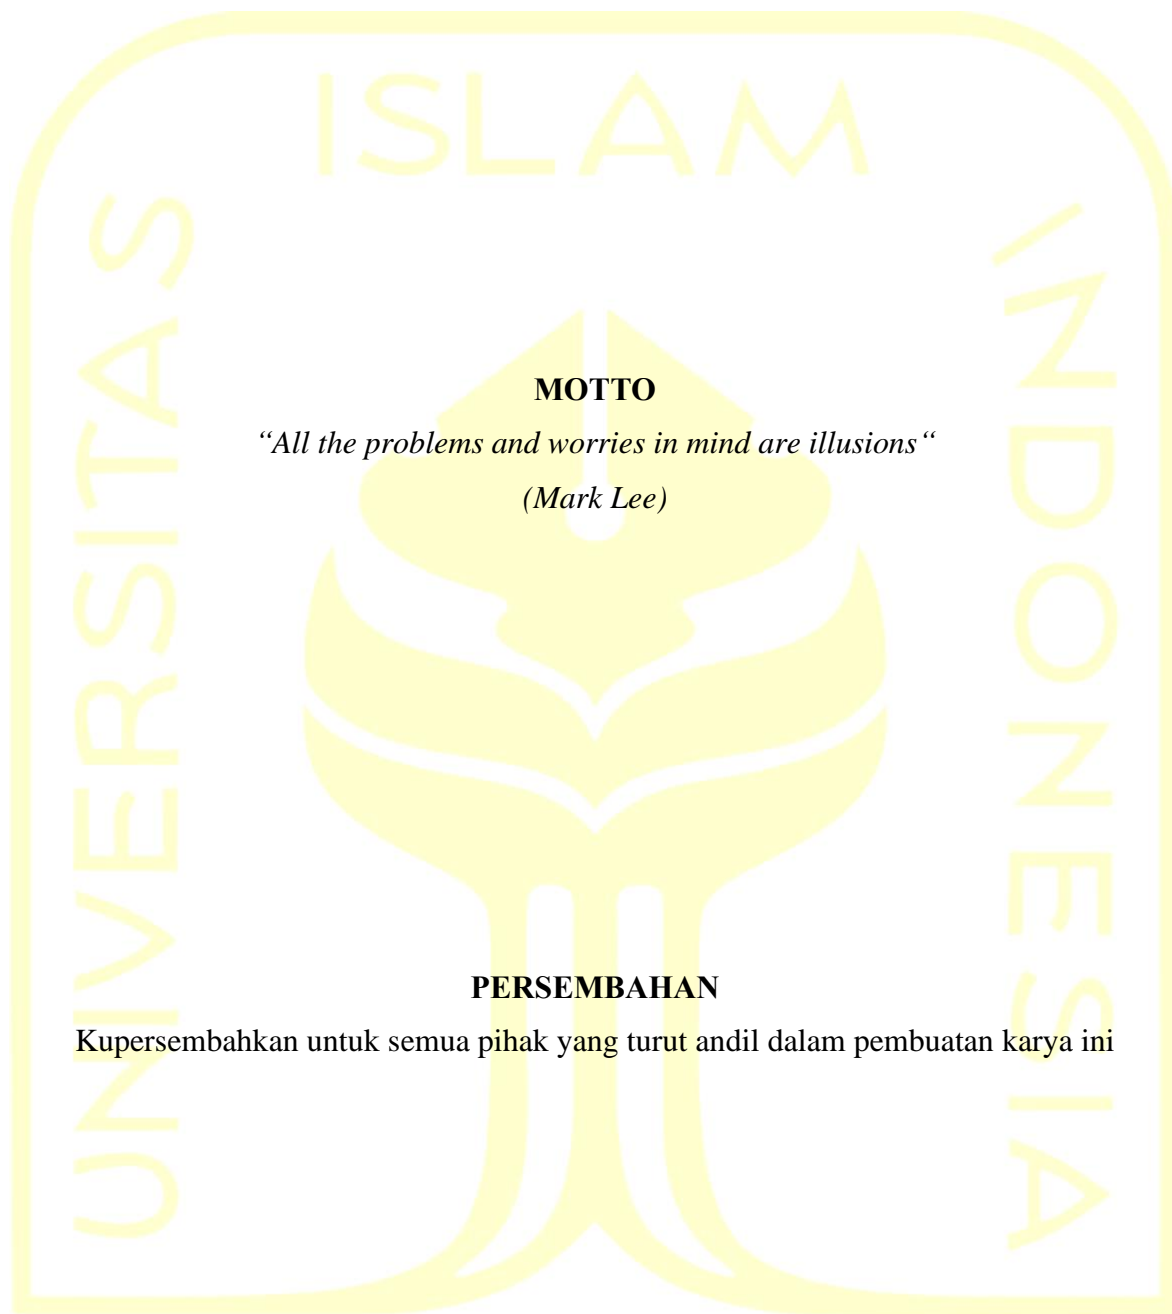 ISLAM
UNIVERSITAS
INDONESIA
MOTTO
“All the problems and worries in mind are illusions“
(Mark Lee)
PERSEMBAHAN
Kupersembahkan untuk semua pihak yang turut andil dalam pembuatan karya ini